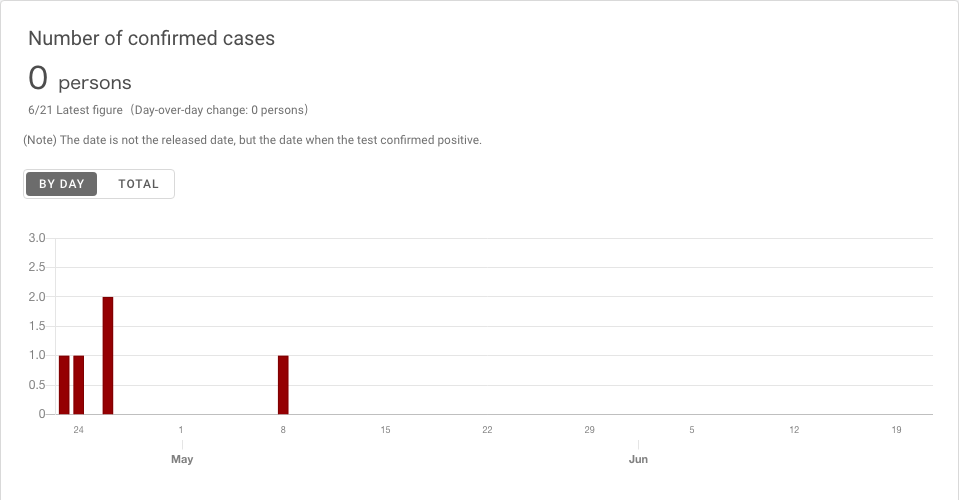 Number of confirmed cases
0 persons
6/21 Latest figure（Day-over-day change: 0 persons）
(Note) The date is not the released date, but the date when the test confirmed positive.
BY DAY TOTAL
3.0
2.5
2.0
1.5
1.0
0.5
0
24 1 8 15 22 29 5 12 19
May Jun